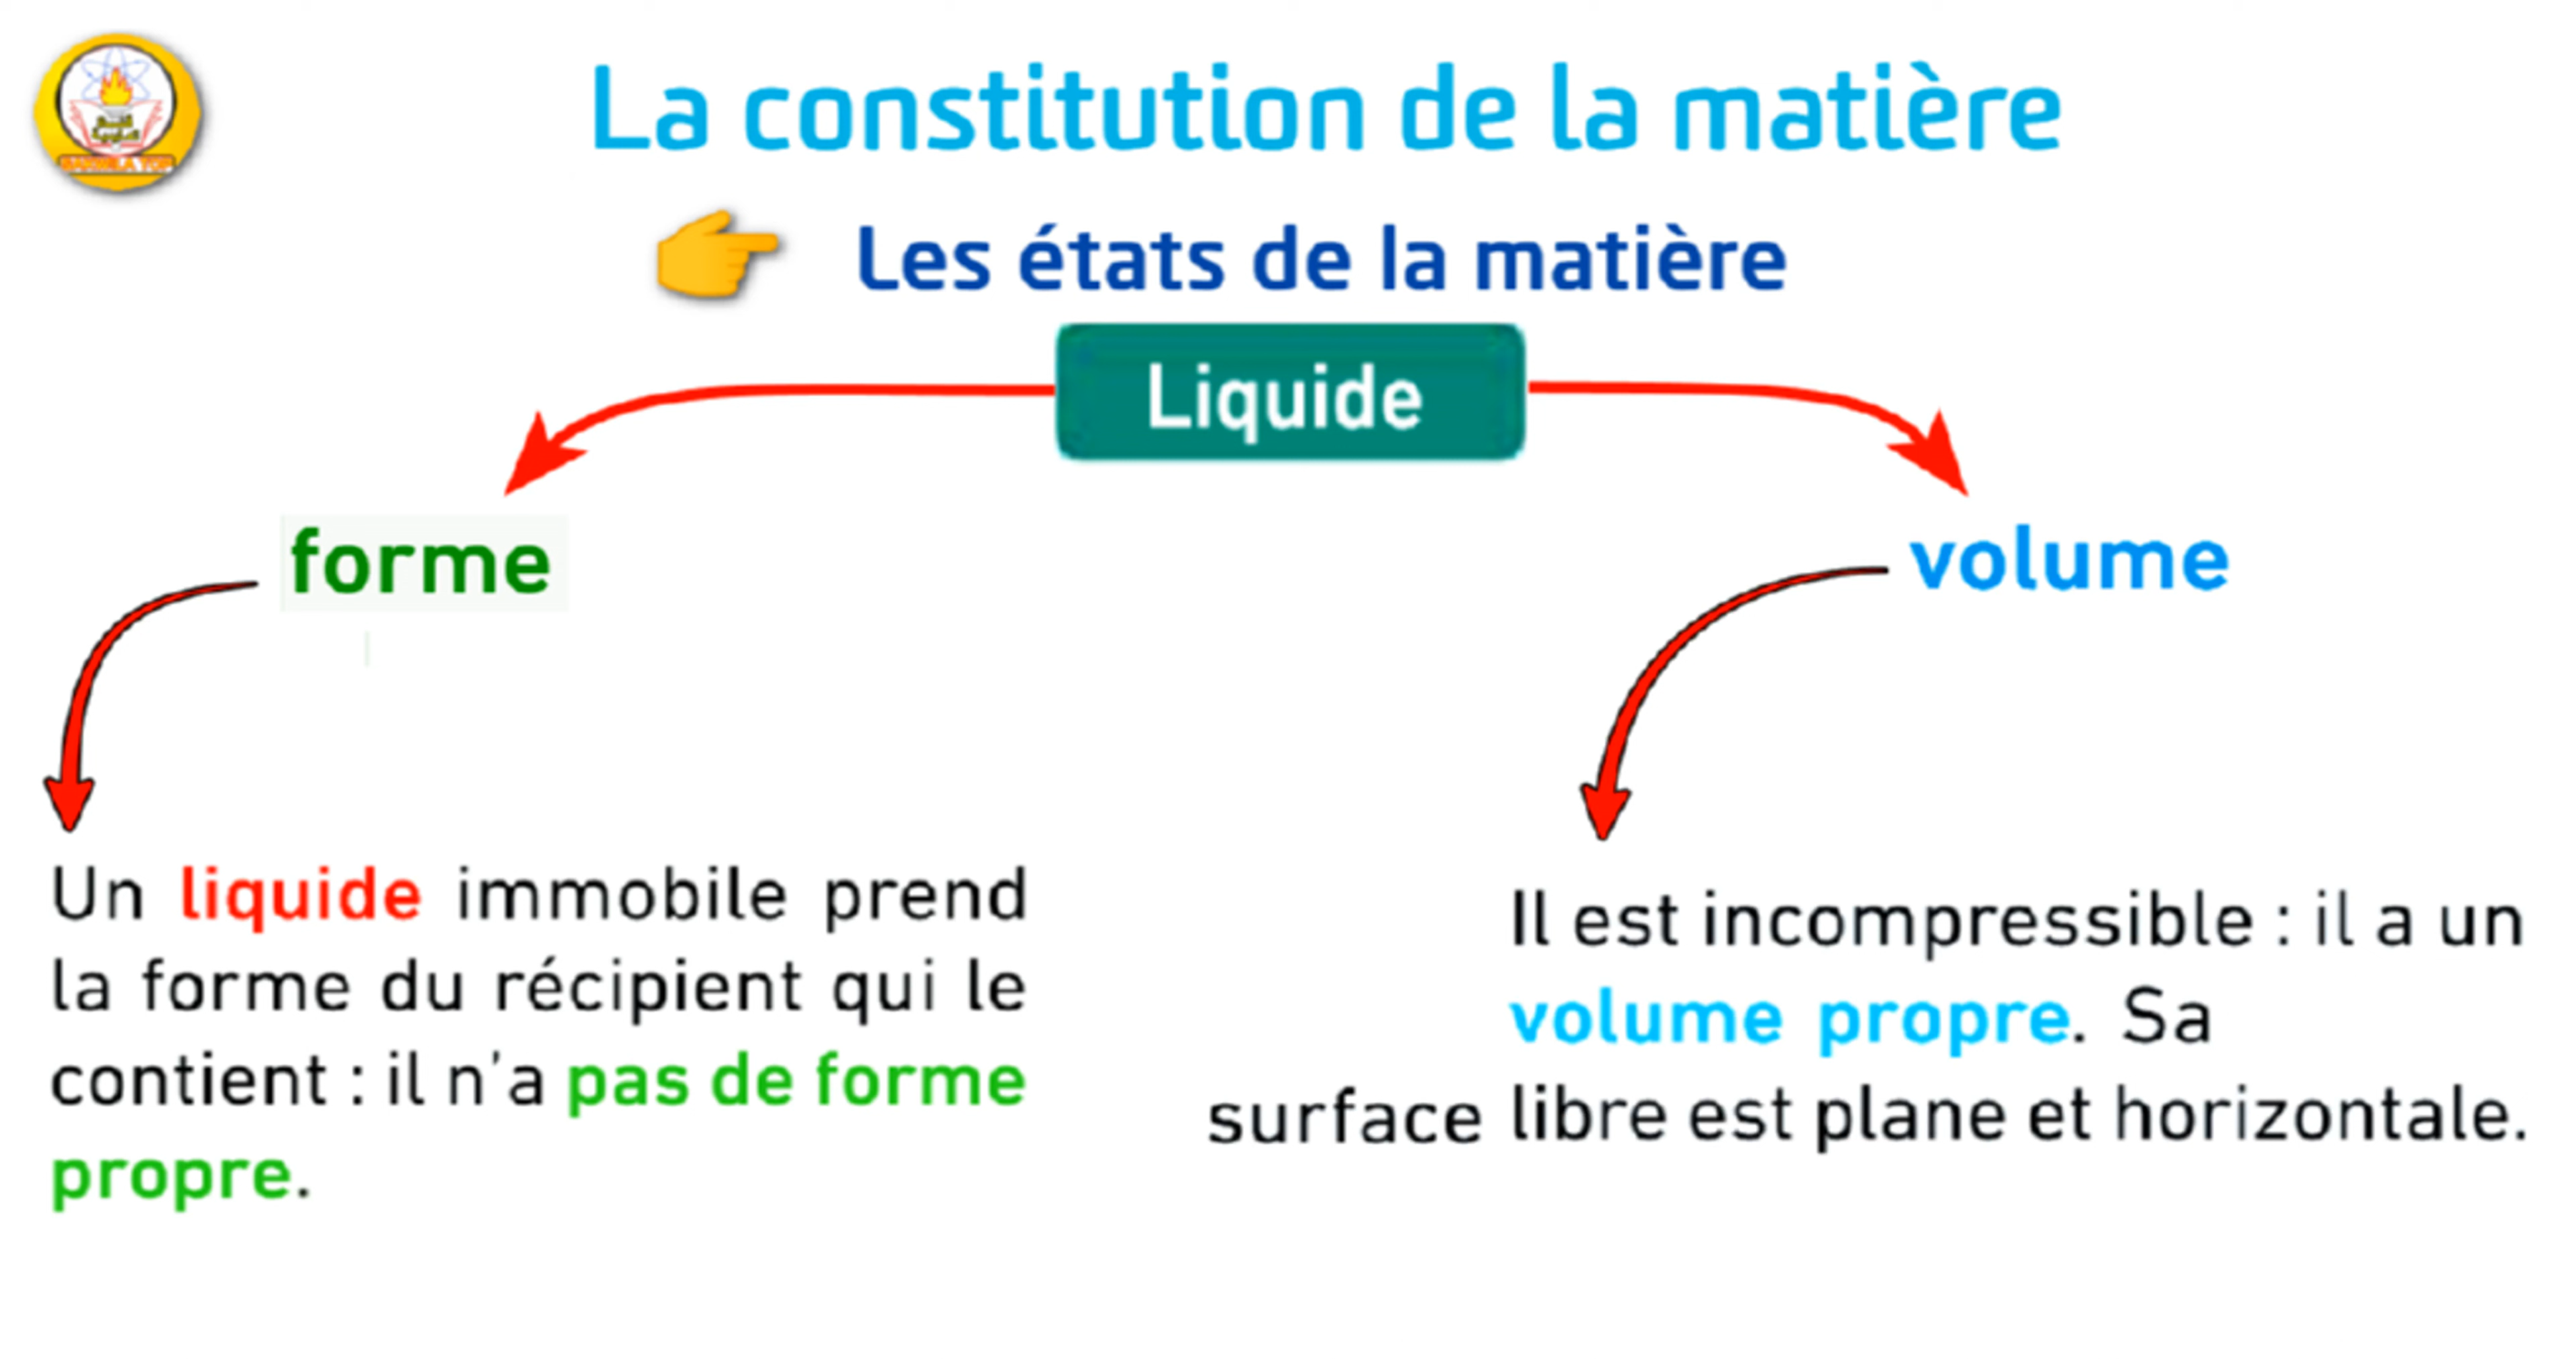 La constitution de la matière
Les états de la matière
Liquide
forme
volume
Un liquide immobile prend
la forme du récipient qui le
contient : il n'a pas de forme
propre.
Il est incompressible : il a un
volume propre. Sa
surface libre est plane et horizontale.